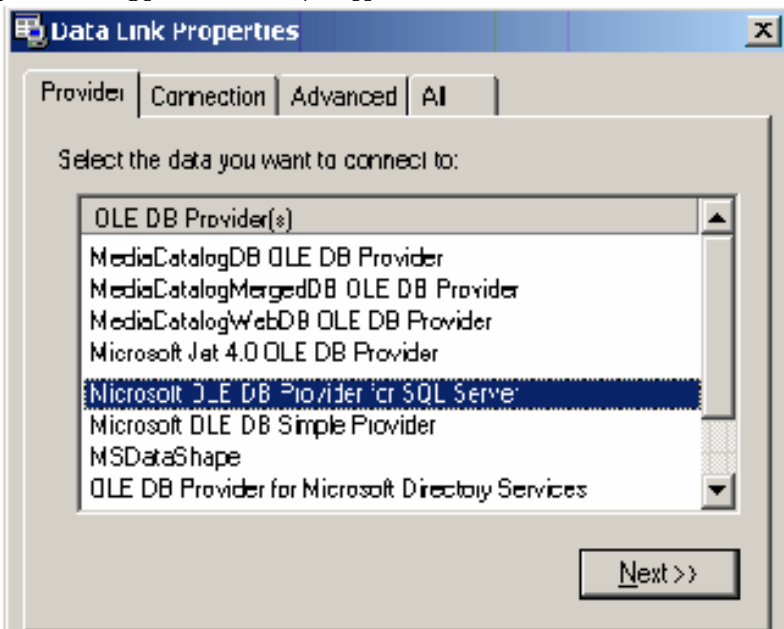 Data Link Properties
Provider Connection Advanced All
Select the data you want to connect to:
OLE DB Provider(s)
MediaCatalogDB OLE DB Provider
MediaCatalogMergedDB OLE DB Provider
MediaCatalogWebDB OLE DB Provider
Microsoft Jet 4.0 OLE DB Provider
Microsoft OLE DB Provider for SQL Server
Microsoft OLE DB Simple Provider
MSDataShape
OLE DB Provider for Microsoft Directory Services
Next >>